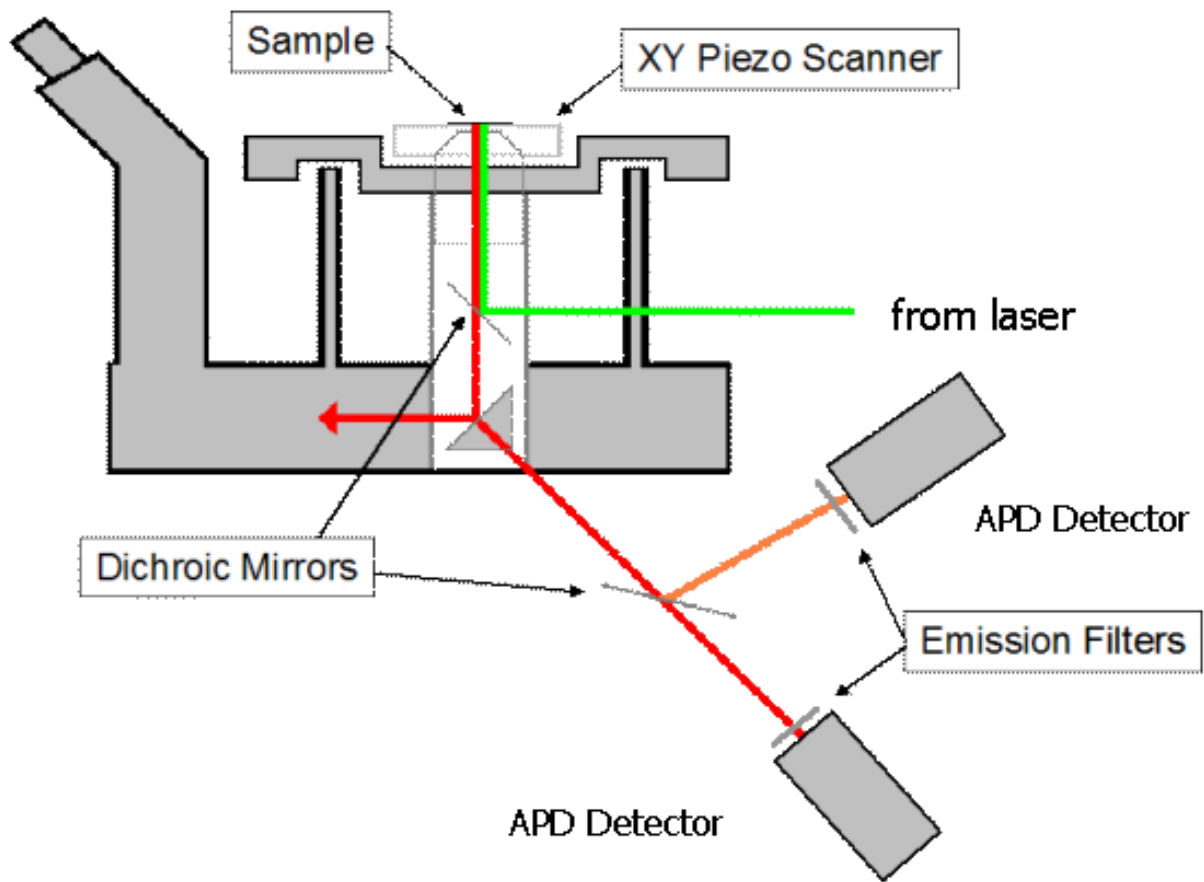 Sample
XY Piezo Scanner
from laser
APD Detector
Dichroic Mirrors
Emission Filters
APD Detector